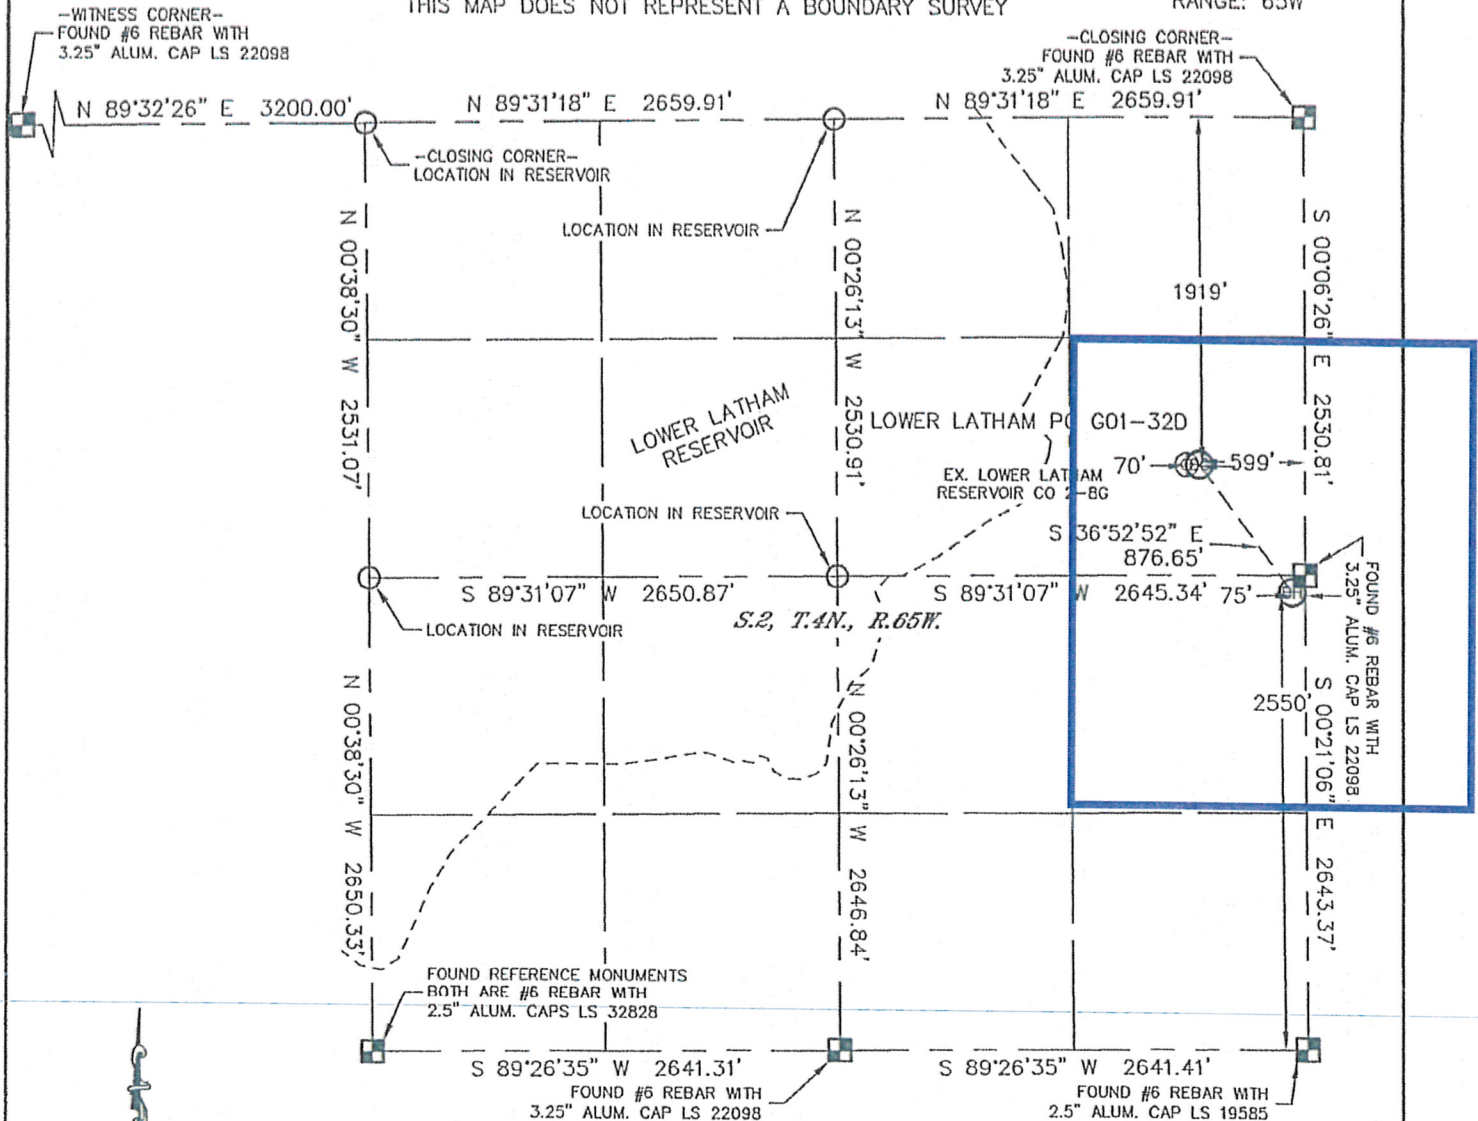 THIS MAP DOES NOT REPRESENT A BOUNDARY SURVEY
RANGE: 65W
-WITNESS CORNER-
FOUND #6 REBAR WITH
3.25" ALUM. CAP LS 22098
-CLOSING CORNER-
FOUND #6 REBAR WITH
3.25" ALUM. CAP LS 22098
N 89°32'26" E 3200.00'
N 89°31'18" E 2659.91'
N 89°31'18" E 2659.91'
-CLOSING CORNER-
LOCATION IN RESERVOIR
LOCATION IN RESERVOIR
N 00°38'30" W 2531.07'
N 00°26'13" W 2530.91'
S 00°06'26" E 2530.81'
1919'
LOWER LATHAM
RESERVOIR
LOWER LATHAM PC G01-32D
70'
599'
EX. LOWER LATHAM
RESERVOIR CO 2-8G
LOCATION IN RESERVOIR
S 36°52'52" E
876.65'
S 89°31'07" W 2650.87'
S 89°31'07" W 2645.34'
75'
S.2, T.4N., R.65W.
LOCATION IN RESERVOIR
FOUND #6 REBAR WITH
3.25" ALUM. CAP LS 22098
2550'
N 00°38'30" W 2650.33'
N 00°26'13" W 2646.84'
S 00°21'06" E 2643.37'
FOUND REFERENCE MONUMENTS
BOTH ARE #6 REBAR WITH
2.5" ALUM. CAPS LS 32828
S 89°26'35" W 2641.31'
S 89°26'35" W 2641.41'
FOUND #6 REBAR WITH
3.25" ALUM. CAP LS 22098
FOUND #6 REBAR WITH
2.5" ALUM. CAP LS 19585